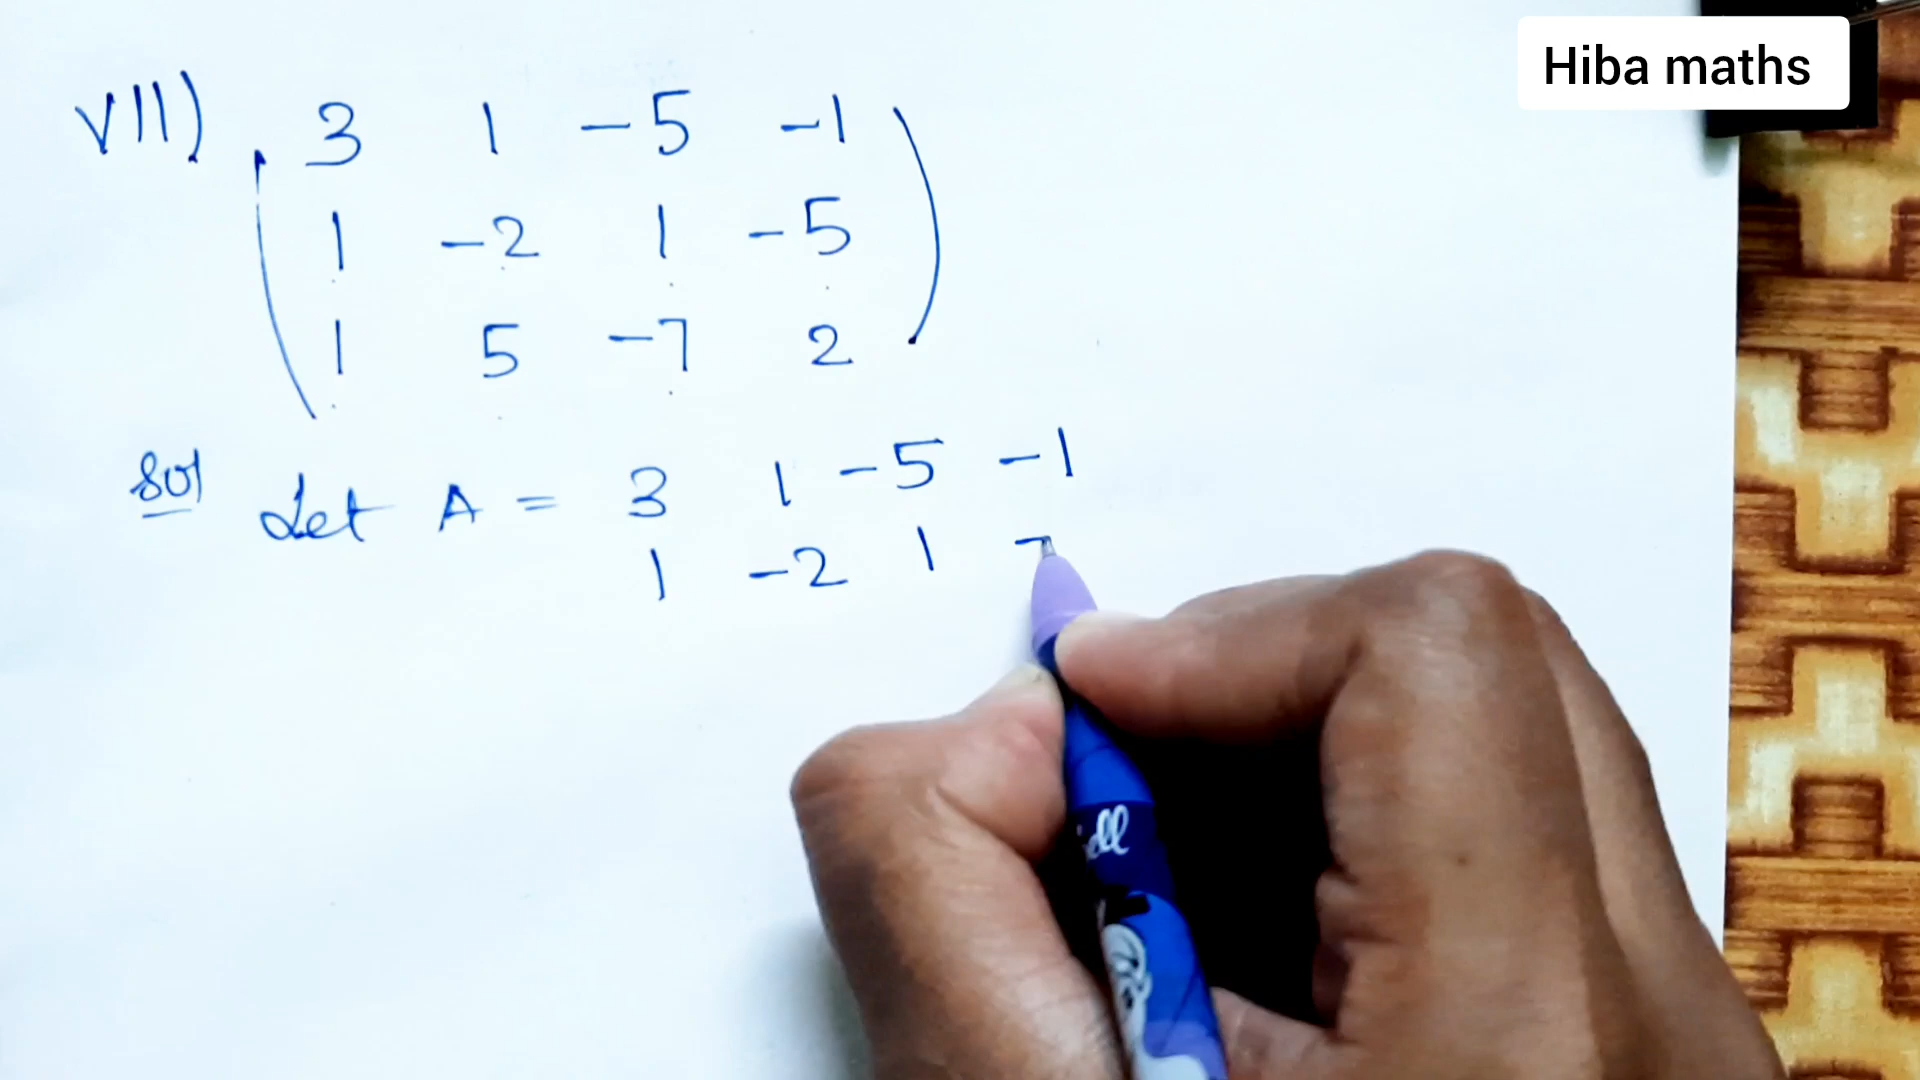 Hiba maths
VII) 3 1 -5 -1
1 -2 1 -5
1 5 -7 2
Sol Let A = 3 1 -5 -1
1 -2 1 -
ell